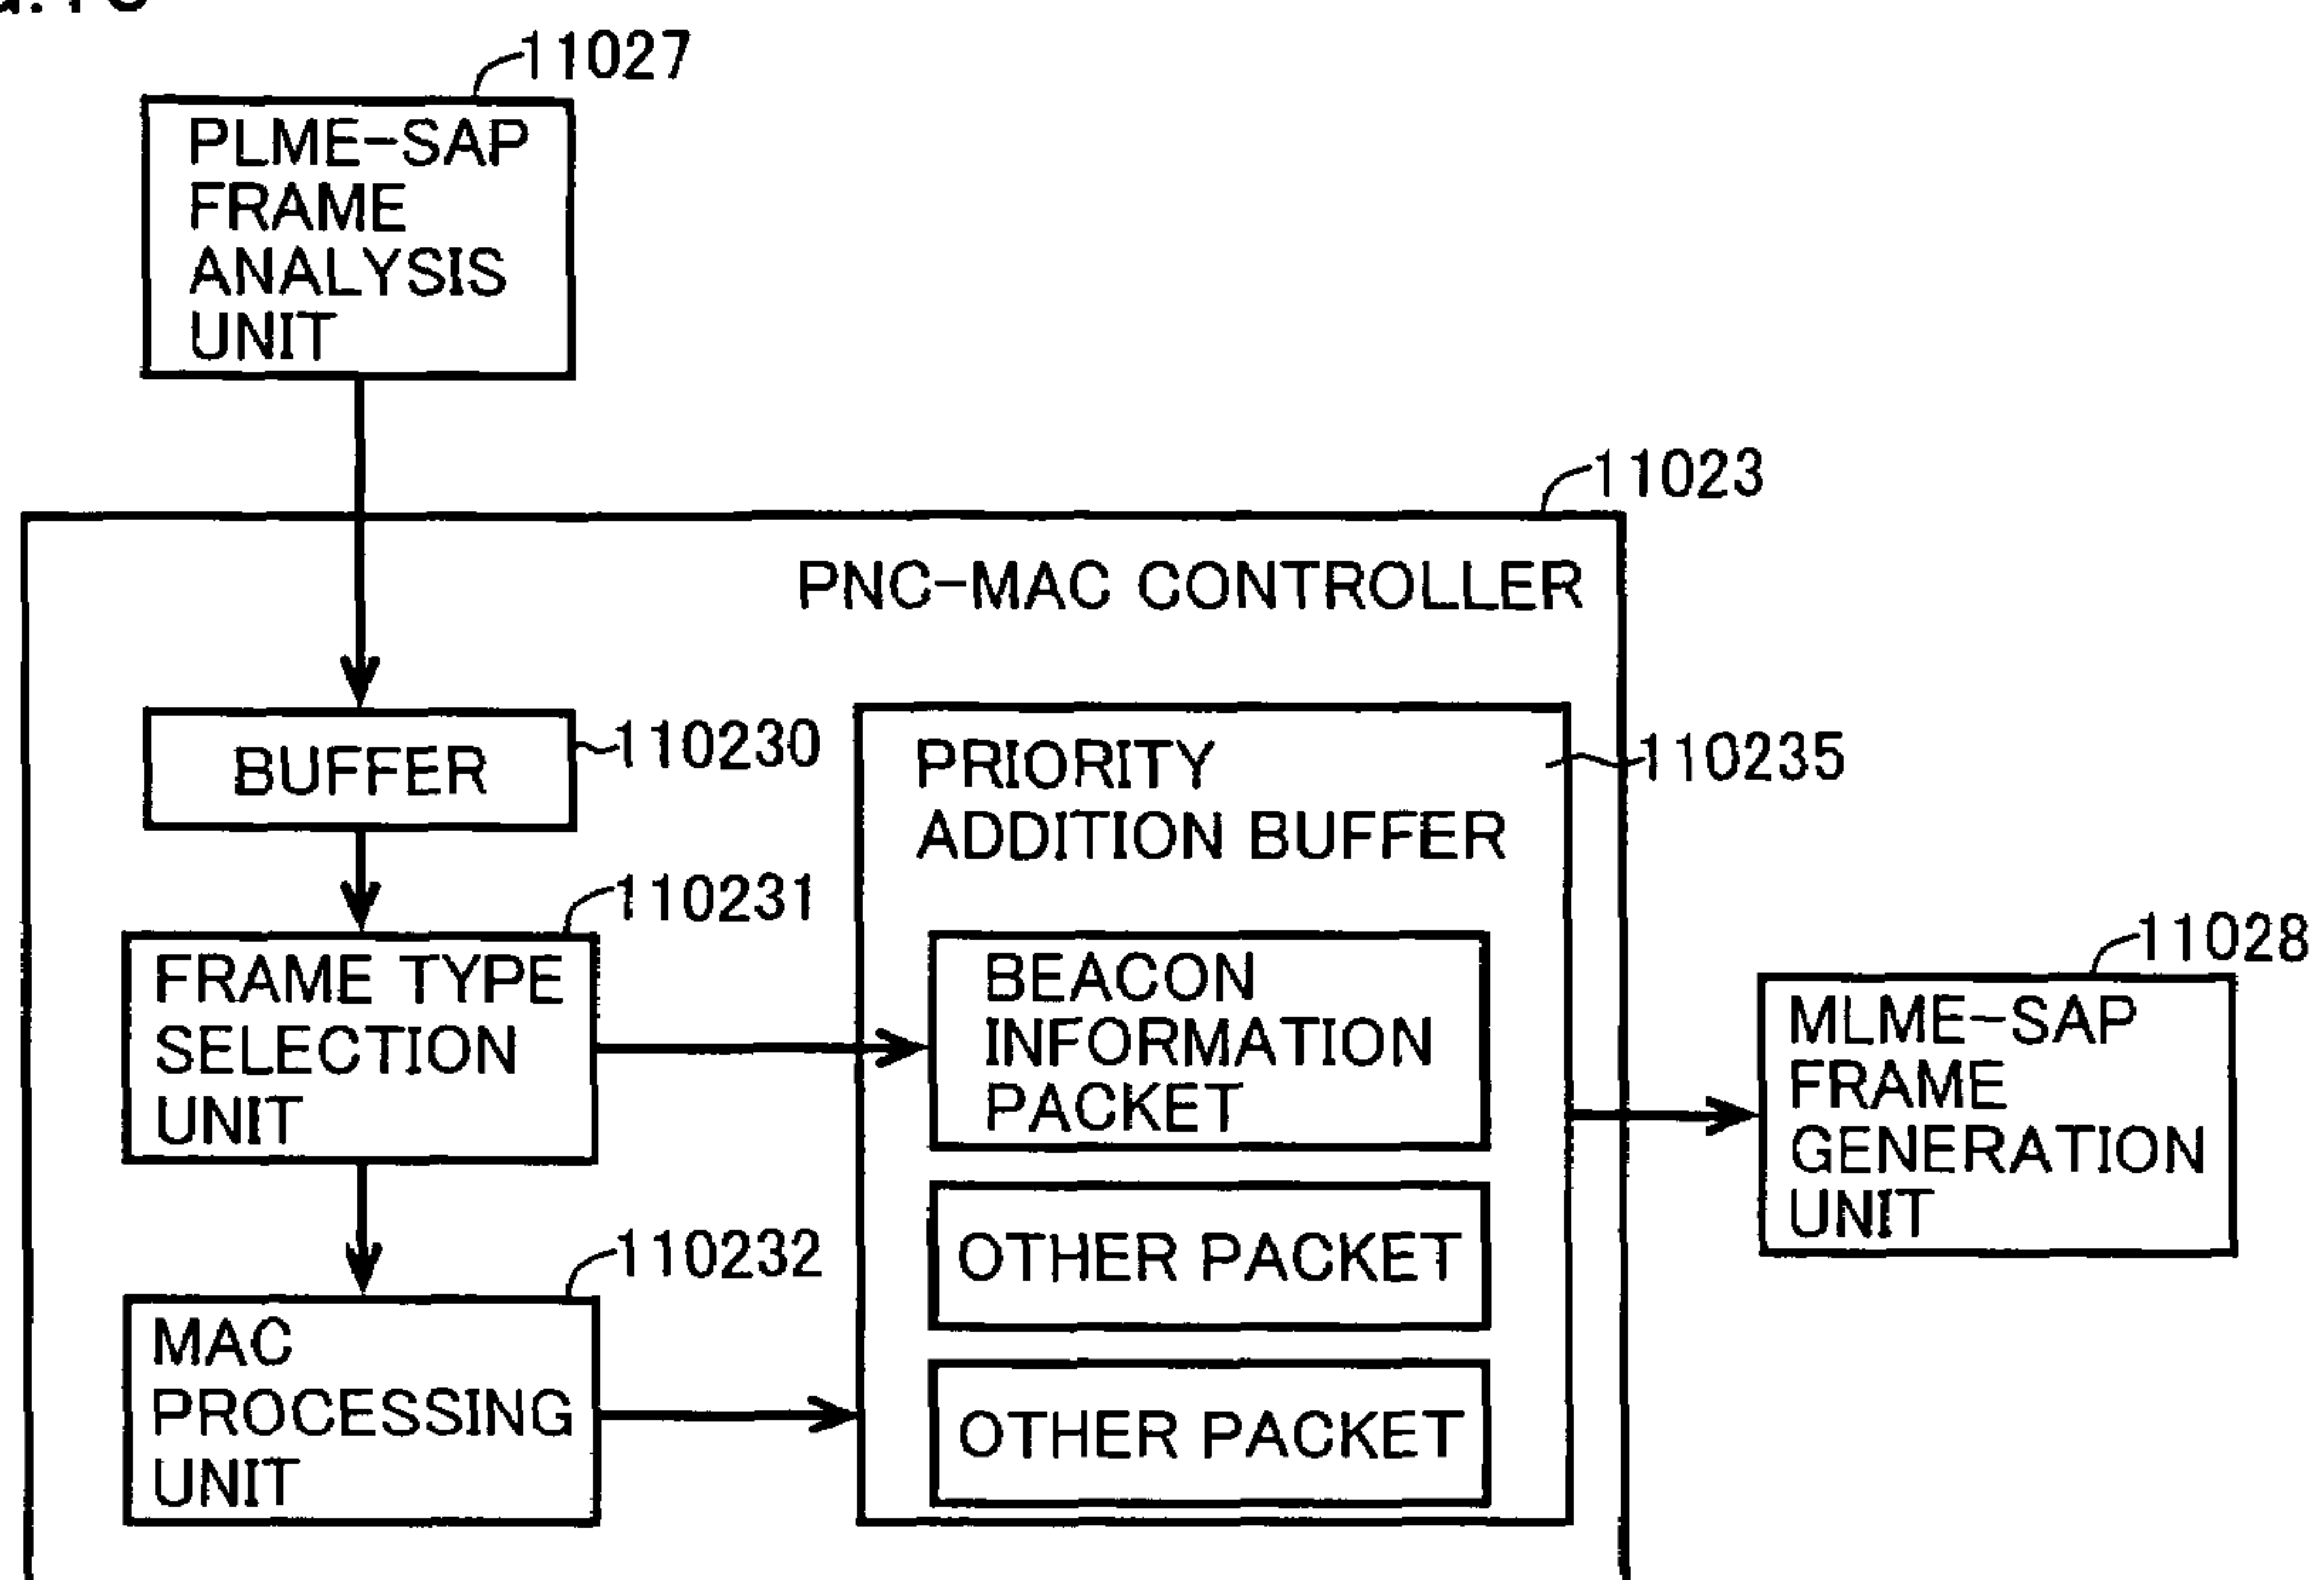 11027
PLME-SAP
FRAME
ANALYSIS
UNIT
11023
PNC-MAC CONTROLLER
BUFFER
110230
PRIORITY
ADDITION BUFFER
110235
110231
FRAME TYPE
SELECTION
UNIT
BEACON
INFORMATION
PACKET
11028
MLME-SAP
FRAME
GENERATION
UNIT
OTHER PACKET
110232
MAC
PROCESSING
UNIT
OTHER PACKET